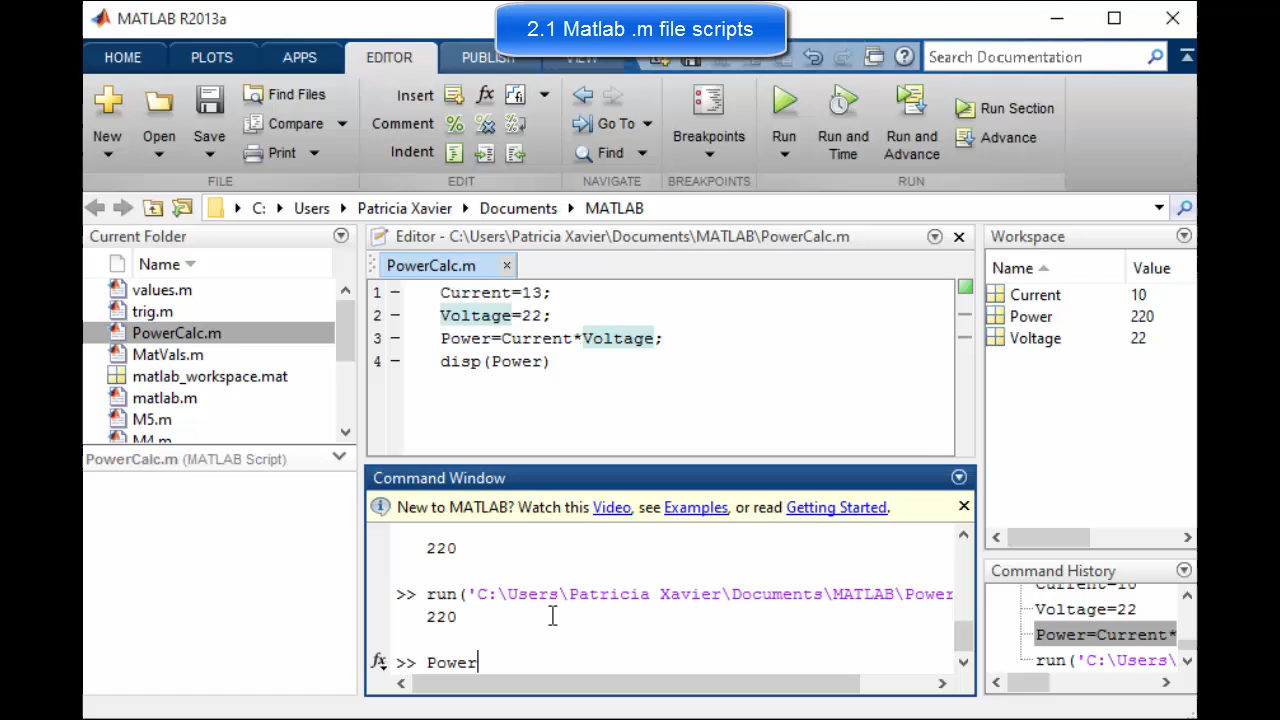 MATLAB R2013a
2.1 Matlab .m file scripts
HOME PLOTS APPS EDITOR PUBLISH VIEW
Search Documentation
New
Open
Save
Find Files
Compare
Print
FILE
Insert
Comment
Indent
EDIT
Go To
Find
NAVIGATE
Breakpoints
BREAKPOINTS
Run
Run and
Time
Run and
Advance
Run Section
Advance
RUN
C: Users Patricia Xavier Documents MATLAB
Current Folder
Name
values.m
trig.m
PowerCalc.m
MatVals.m
matlab_workspace.mat
matlab.m
M5.m
M4.m
PowerCalc.m (MATLAB Script)
Editor - C:\Users\Patricia Xavier\Documents\MATLAB\PowerCalc.m
PowerCalc.m
1 – Current=13;
2 – Voltage=22;
3 – Power=Current*Voltage;
4 – disp(Power)
Command Window
New to MATLAB? Watch this Video, see Examples, or read Getting Started.
220
>> run('C:\Users\Patricia Xavier\Documents\MATLAB\Power
220
fx >> Power
Workspace
Name Value
Current 10
Power 220
Voltage 22
Command History
Current=10
Voltage=22
Power=Current*
run('C:\Users\